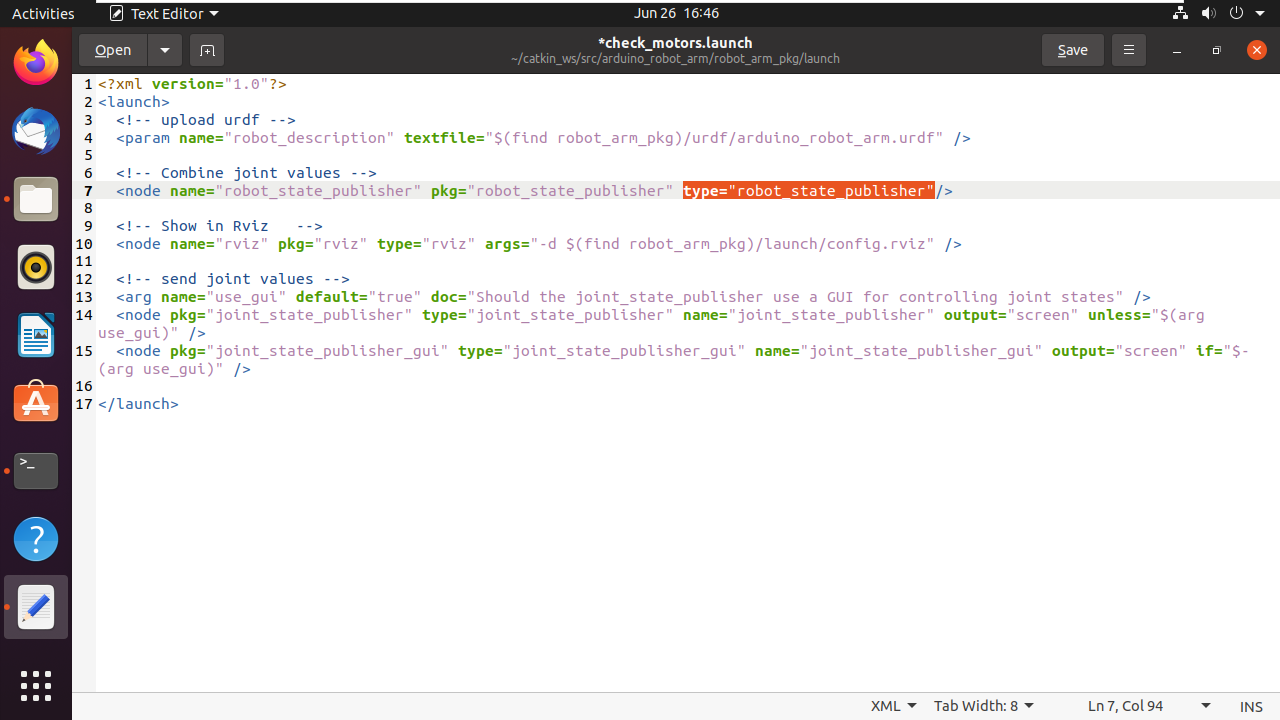 Activities Text Editor Jun 26 16:46
Open *check_motors.launch Save
~/catkin_ws/src/arduino_robot_arm/robot_arm_pkg/launch
1 <?xml version="1.0"?>
2 <launch>
3   <!-- upload urdf -->
4   <param name="robot_description" textfile="$(find robot_arm_pkg)/urdf/arduino_robot_arm.urdf" />
5
6   <!-- Combine joint values -->
7   <node name="robot_state_publisher" pkg="robot_state_publisher" type="robot_state_publisher"/>
8
9   <!-- Show in Rviz   -->
10   <node name="rviz" pkg="rviz" type="rviz" args="-d $(find robot_arm_pkg)/launch/config.rviz" />
11
12   <!-- send joint values -->
13   <arg name="use_gui" default="true" doc="Should the joint_state_publisher use a GUI for controlling joint states" />
14   <node pkg="joint_state_publisher" type="joint_state_publisher" name="joint_state_publisher" output="screen" unless="$(arg
use_gui)" />
15   <node pkg="joint_state_publisher_gui" type="joint_state_publisher_gui" name="joint_state_publisher_gui" output="screen" if="$-
(arg use_gui)" />
16
17 </launch>
XML Tab Width: 8 Ln 7, Col 94 INS